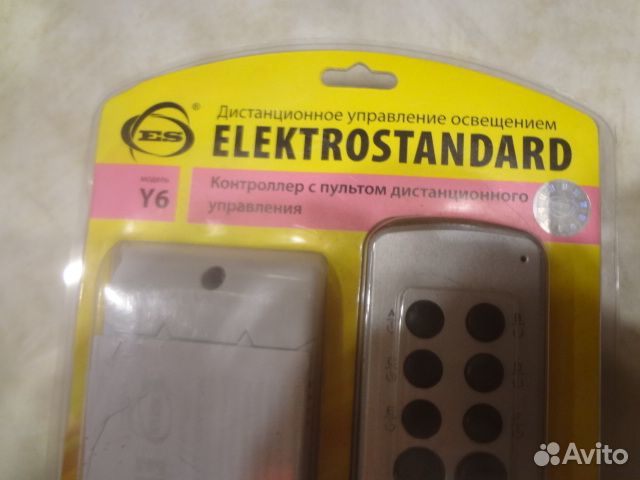 Дистанционное управление освещением
ES ®
ELEKTROSTANDARD
модель
Y6
Контроллер с пультом дистанционного
управления
Avito